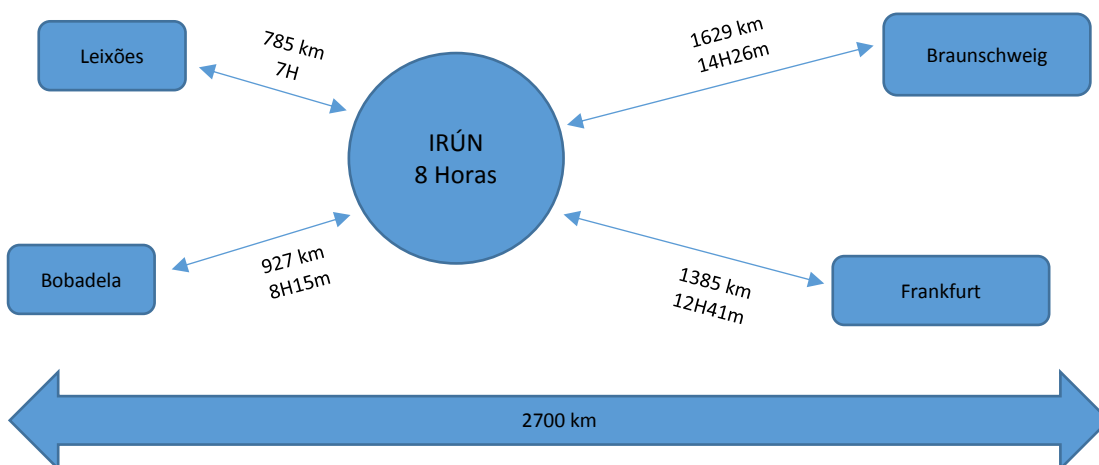 Leixões
785 km
7H
1629 km
14H26m
Braunschweig
IRÚN
8 Horas
Bobadela
927 km
8H15m
1385 km
12H41m
Frankfurt
2700 km